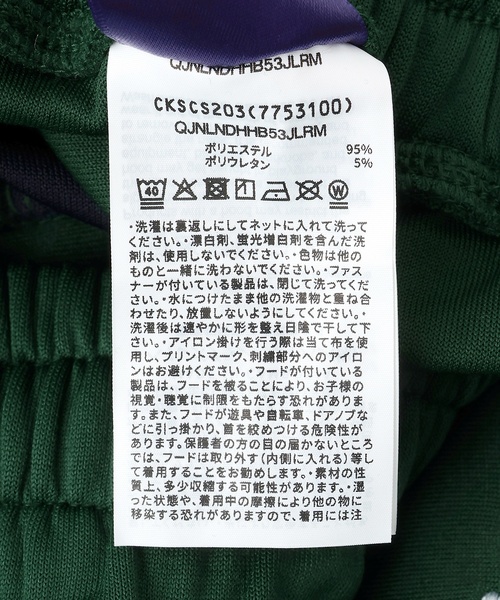 QJNLNDHHB53JLRM
CKSCS203(7753100)
QJNLNDHHB53JLRM
ポリエステル 95%
ポリウレタン 5%
40 W
・洗濯は裏返しにしてネットに入れて洗って
ください。・漂白剤、蛍光増白剤を含んだ洗
剤は、使用しないでください。・色物は他の
ものと一緒に洗わないでください。・ファス
ナーが付いている製品は、閉じて洗ってくだ
さい。・水につけたまま他の洗濯物と重ね合
わせたり、放置しないようにしてください。・
洗濯後は速やかに形を整え日陰で干して下
さい。・アイロン掛けを行う際は当て布を使
用し、プリントマーク、刺繍部分へのアイロ
ンはお避けください。・フードが付いている
製品は、フードを被ることにより、お子様の
視覚・聴覚に制限をもたらす恐れがありま
す。また、フードが遊具や自転車、ドアノブな
どに引っ掛かり、首を絞めつける危険性が
あります。保護者の方の目の届かないところ
では、フードは取り外す(内側に入れる)等し
て着用することをお勧めします。・素材の性
質上、多少収縮する可能性があります。・湿
った状態や、着用中の摩擦により他の物に
移染する恐れがありますので、着用には注